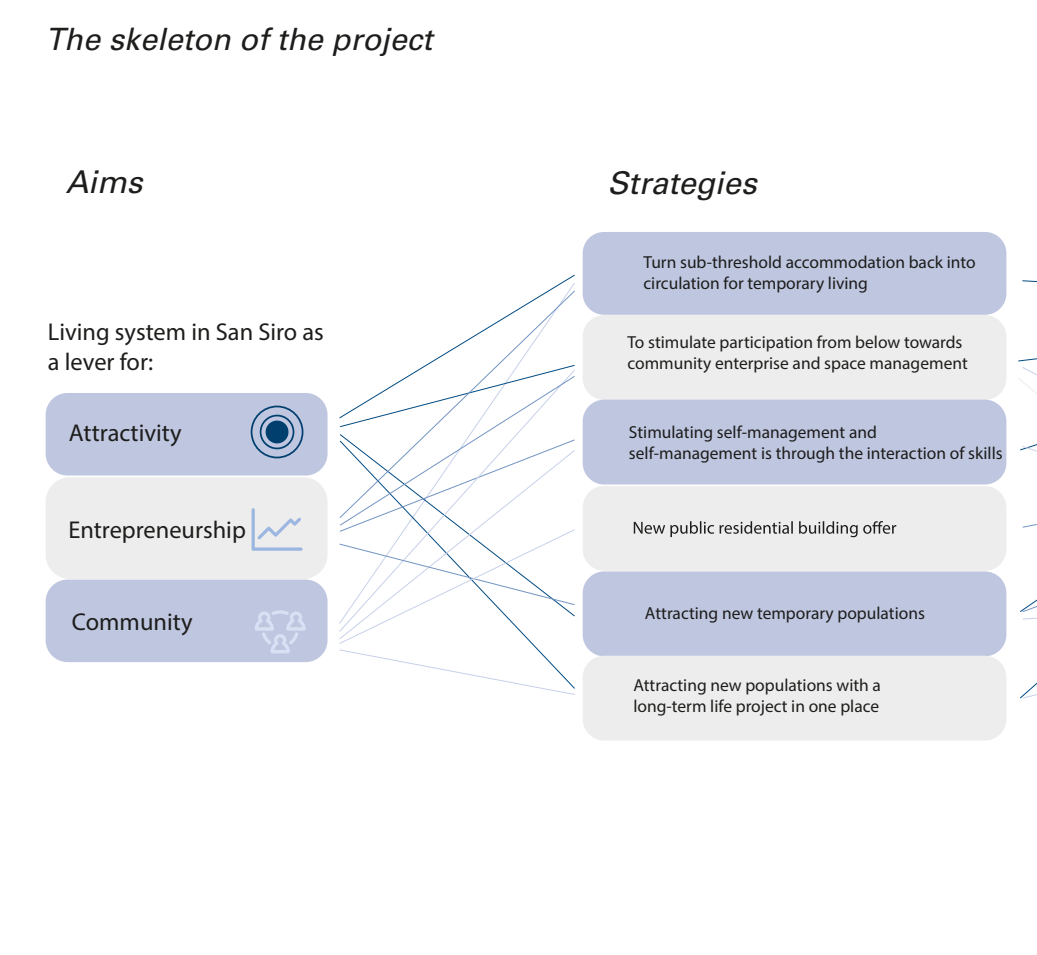 The skeleton of the project
Aims
Strategies
Living system in San Siro as
a lever for:
Attractivity
Entrepreneurship
Community
Turn sub-threshold accommodation back into
circulation for temporary living
To stimulate participation from below towards
community enterprise and space management
Stimulating self-management and
self-management is through the interaction of skills
New public residential building offer
Attracting new temporary populations
Attracting new populations with a
long-term life project in one place